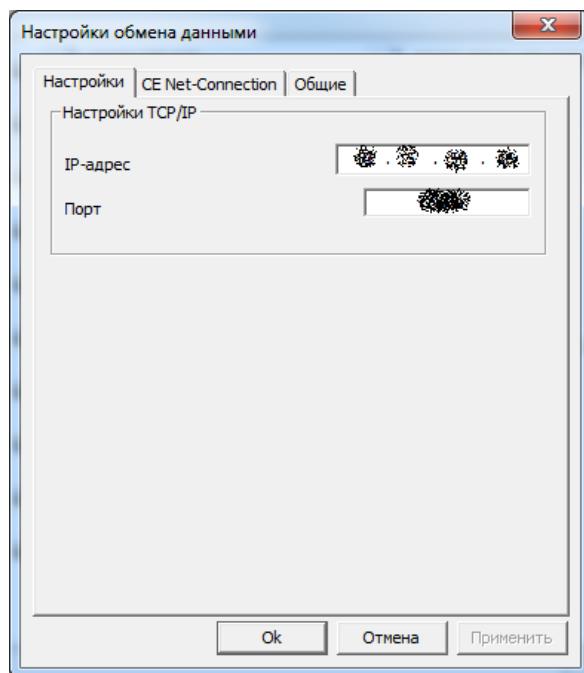 Настройки обмена данными
Настройки CE Net-Connection Общие
Настройки TCP/IP
IP-адрес
Порт
Ok Отмена Применить